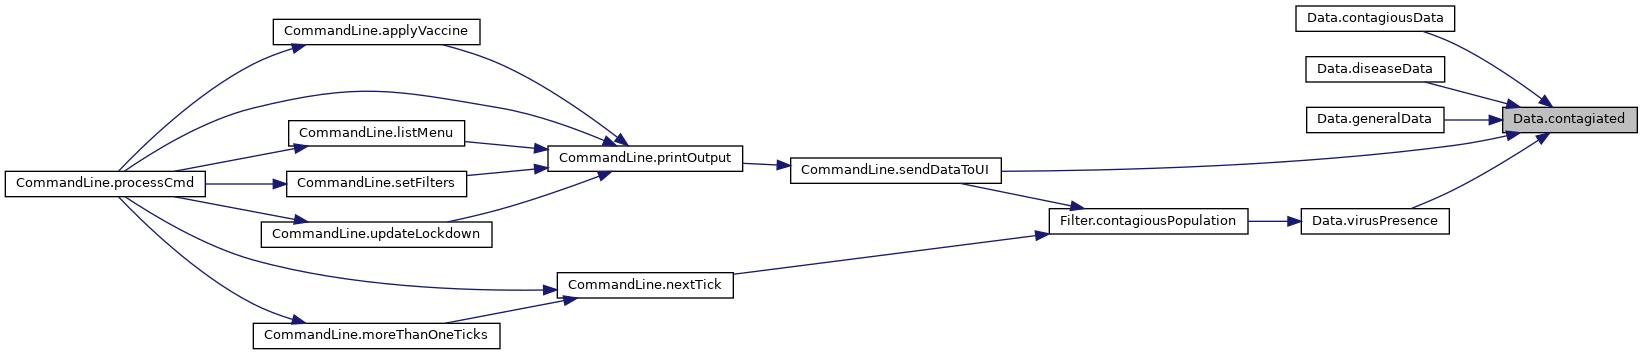 Data.contagiousData
CommandLine.applyVaccine
Data.diseaseData
Data.generalData
Data.contagiated
CommandLine.listMenu
CommandLine.printOutput
CommandLine.sendDataToUI
CommandLine.processCmd
CommandLine.setFilters
Filter.contagiousPopulation
Data.virusPresence
CommandLine.updateLockdown
CommandLine.nextTick
CommandLine.moreThanOneTicks